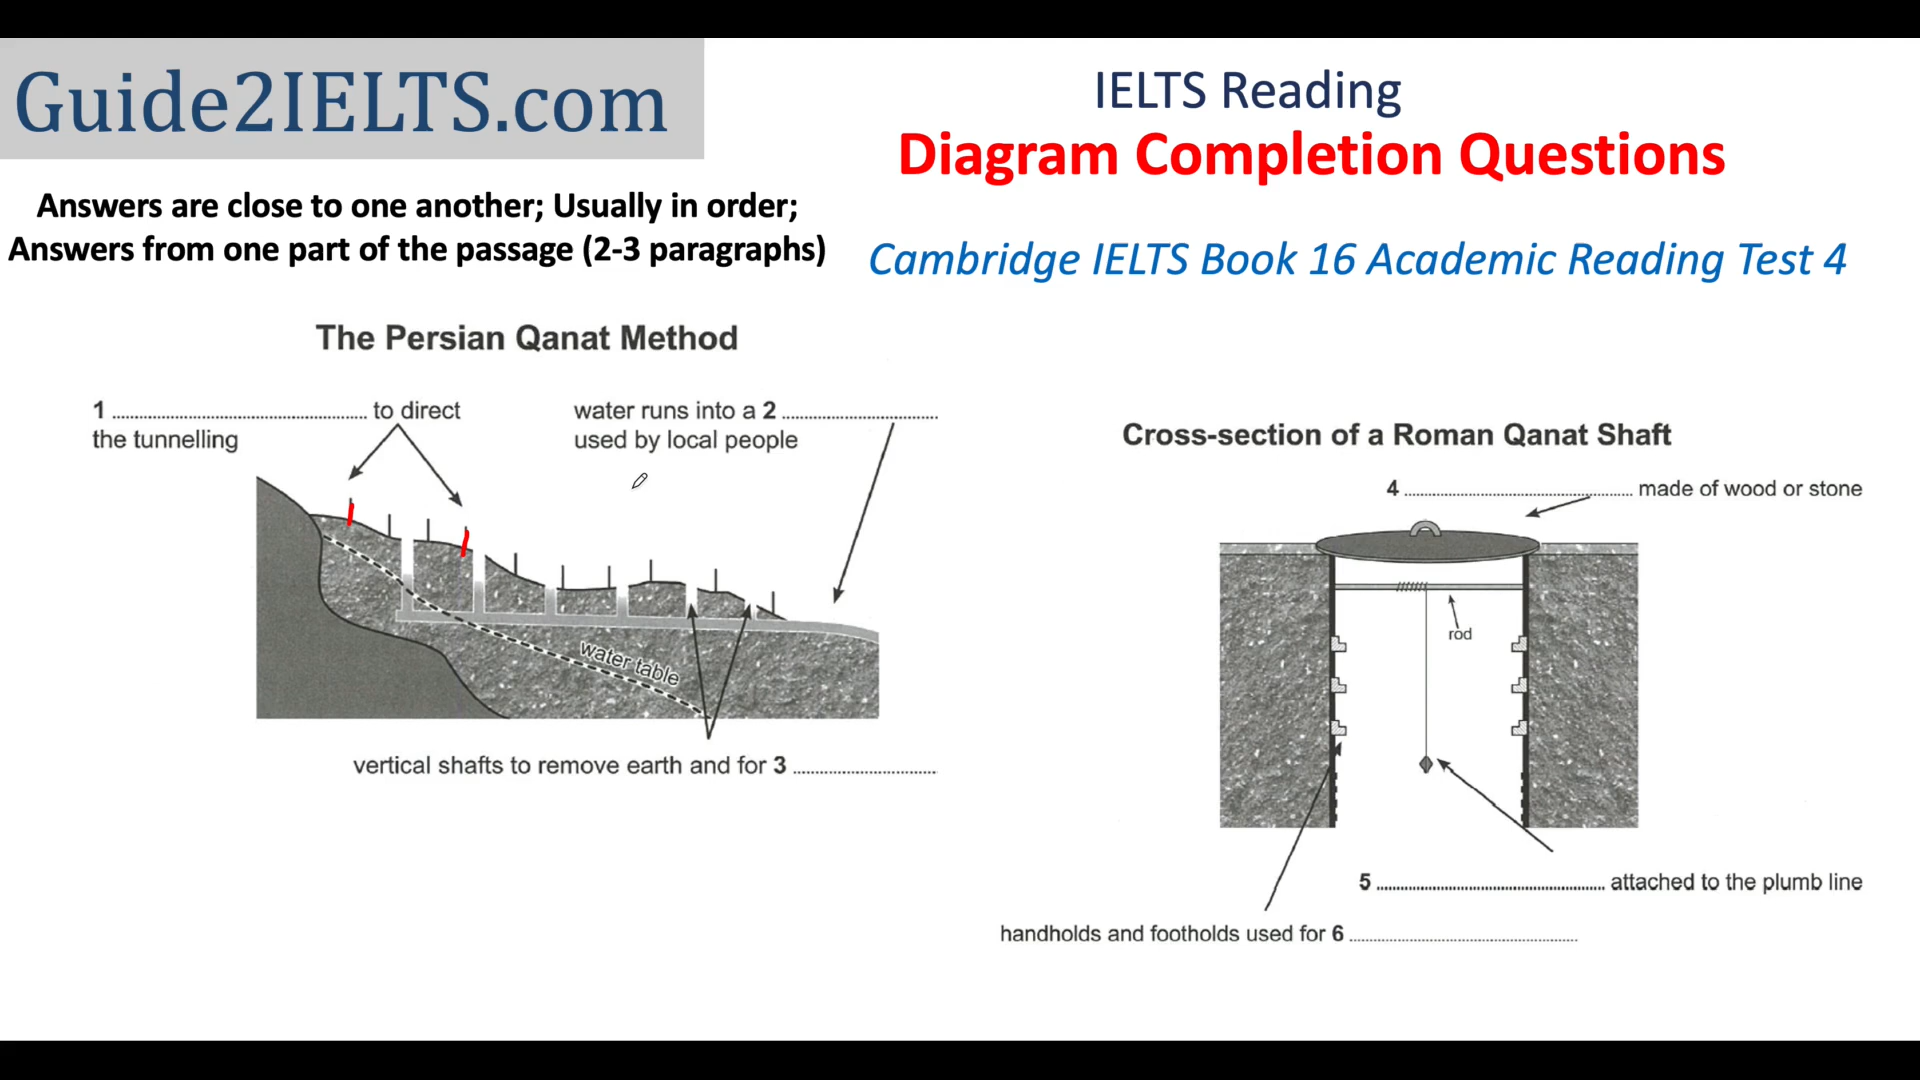 Guide2IELTS.com
IELTS Reading
Diagram Completion Questions
Answers are close to one another; Usually in order;
Answers from one part of the passage (2-3 paragraphs)
Cambridge IELTS Book 16 Academic Reading Test 4
The Persian Qanat Method
1 .......................................... to direct
the tunnelling
water runs into a 2 ..........................
used by local people
water table
vertical shafts to remove earth and for 3 ........................
Cross-section of a Roman Qanat Shaft
4 ...................................... made of wood or stone
rod
5 ...................................... attached to the plumb line
handholds and footholds used for 6 ......................................